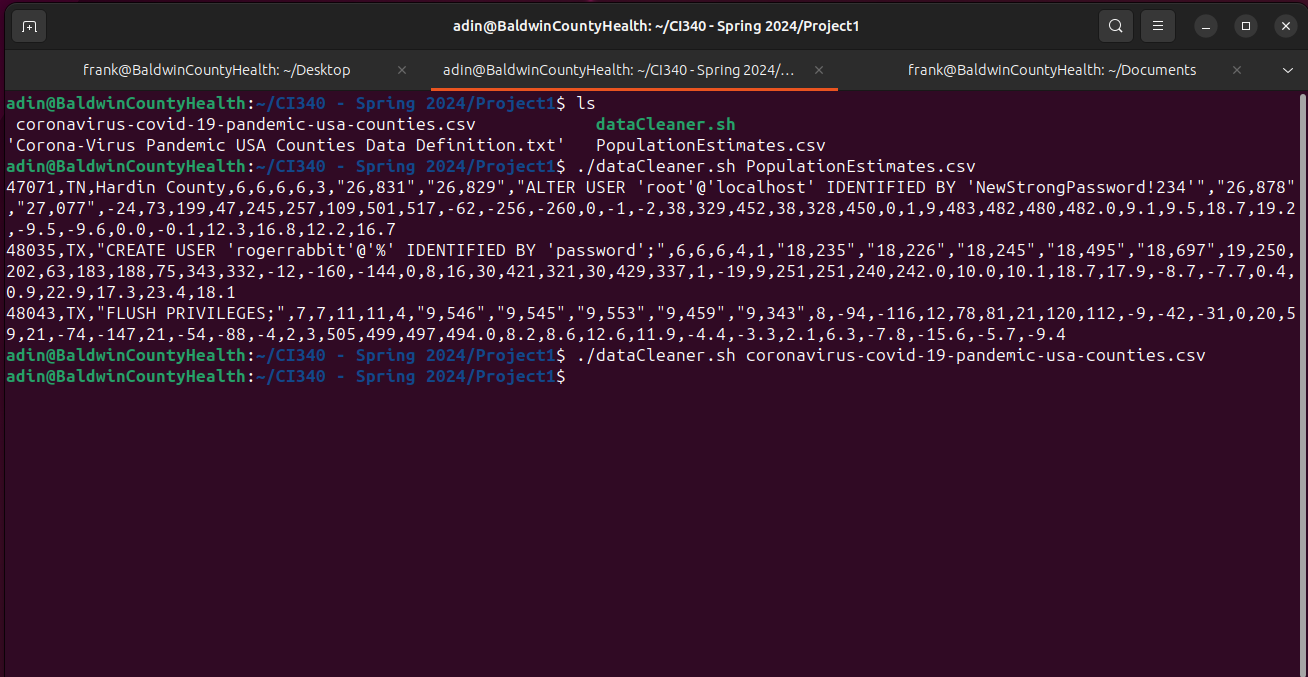 adin@BaldwinCountyHealth: ~/CI340 - Spring 2024/Project1
frank@BaldwinCountyHealth: ~/Desktop
adin@BaldwinCountyHealth: ~/CI340 - Spring 2024/...
frank@BaldwinCountyHealth: ~/Documents
adin@BaldwinCountyHealth:~/CI340 - Spring 2024/Project1$ ls
coronavirus-covid-19-pandemic-usa-counties.csv dataCleaner.sh
'Corona-Virus Pandemic USA Counties Data Definition.txt' PopulationEstimates.csv
adin@BaldwinCountyHealth:~/CI340 - Spring 2024/Project1$ ./dataCleaner.sh PopulationEstimates.csv
47071,TN,Hardin County,6,6,6,6,3,"26,831","26,829","ALTER USER 'root'@'localhost' IDENTIFIED BY 'NewStrongPassword!234'","26,878"
,"27,077",-24,73,199,47,245,257,109,501,517,-62,-256,-260,0,-1,-2,38,329,452,38,328,450,0,1,9,483,482,480,482.0,9.1,9.5,18.7,19.2
,-9.5,-9.6,0.0,-0.1,12.3,16.8,12.2,16.7
48035,TX,"CREATE USER 'rogerrabbit'@'%' IDENTIFIED BY 'password';",6,6,6,4,1,"18,235","18,226","18,245","18,495","18,697",19,250,
202,63,183,188,75,343,332,-12,-160,-144,0,8,16,30,421,321,30,429,337,1,-19,9,251,251,240,242.0,10.0,10.1,18.7,17.9,-8.7,-7.7,0.4,
0.9,22.9,17.3,23.4,18.1
48043,TX,"FLUSH PRIVILEGES;",7,7,11,11,4,"9,546","9,545","9,553","9,459","9,343",8,-94,-116,12,78,81,21,120,112,-9,-42,-31,0,20,5
9,21,-74,-147,21,-54,-88,-4,2,3,505,499,497,494.0,8.2,8.6,12.6,11.9,-4.4,-3.3,2.1,6.3,-7.8,-15.6,-5.7,-9.4
adin@BaldwinCountyHealth:~/CI340 - Spring 2024/Project1$ ./dataCleaner.sh coronavirus-covid-19-pandemic-usa-counties.csv
adin@BaldwinCountyHealth:~/CI340 - Spring 2024/Project1$